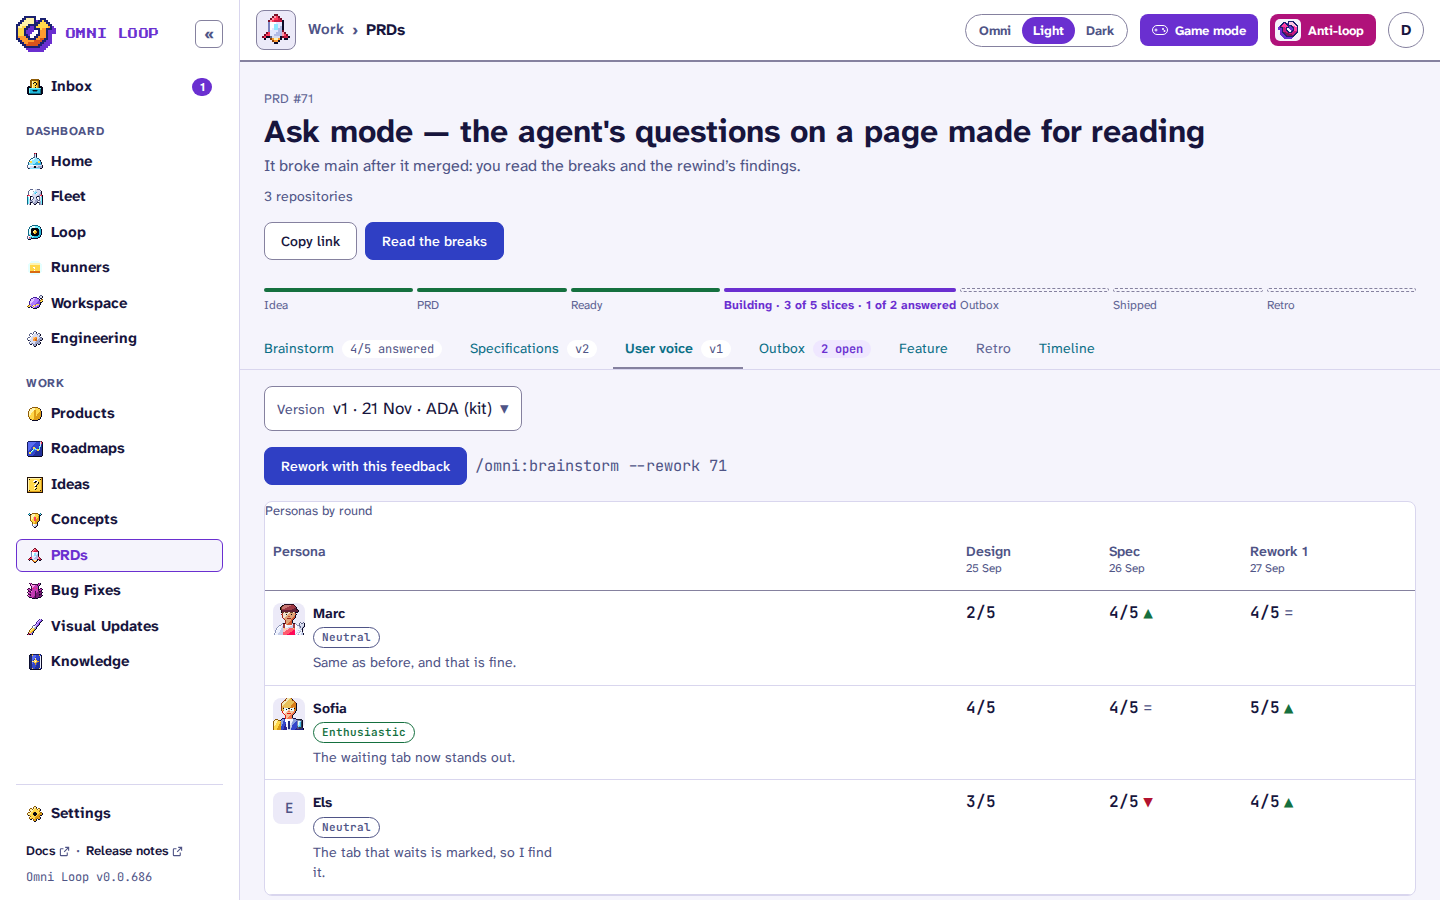 OMNI LOOP
«
Work › PRDs
Omni Light Dark
Game mode
Anti-loop
D
Inbox 1
DASHBOARD
Home
Fleet
Loop
Runners
Workspace
Engineering
WORK
Products
Roadmaps
Ideas
Concepts
PRDs
Bug Fixes
Visual Updates
Knowledge
Settings
Docs · Release notes
Omni Loop v0.0.686
PRD #71
Ask mode — the agent's questions on a page made for reading
It broke main after it merged: you read the breaks and the rewind’s findings.
3 repositories
Copy link Read the breaks
Idea PRD Ready Building · 3 of 5 slices · 1 of 2 answered Outbox Shipped Retro
Brainstorm 4/5 answered Specifications v2 User voice v1 Outbox 2 open Feature Retro Timeline
Version v1 · 21 Nov · ADA (kit) ▼
Rework with this feedback /omni:brainstorm --rework 71
Personas by round
Persona Design Spec Rework 1
25 Sep 26 Sep 27 Sep
Marc 2/5 4/5 ▲ 4/5 =
Neutral
Same as before, and that is fine.
Sofia 4/5 4/5 = 5/5 ▲
Enthusiastic
The waiting tab now stands out.
E Els 3/5 2/5 ▼ 4/5 ▲
Neutral
The tab that waits is marked, so I find
it.